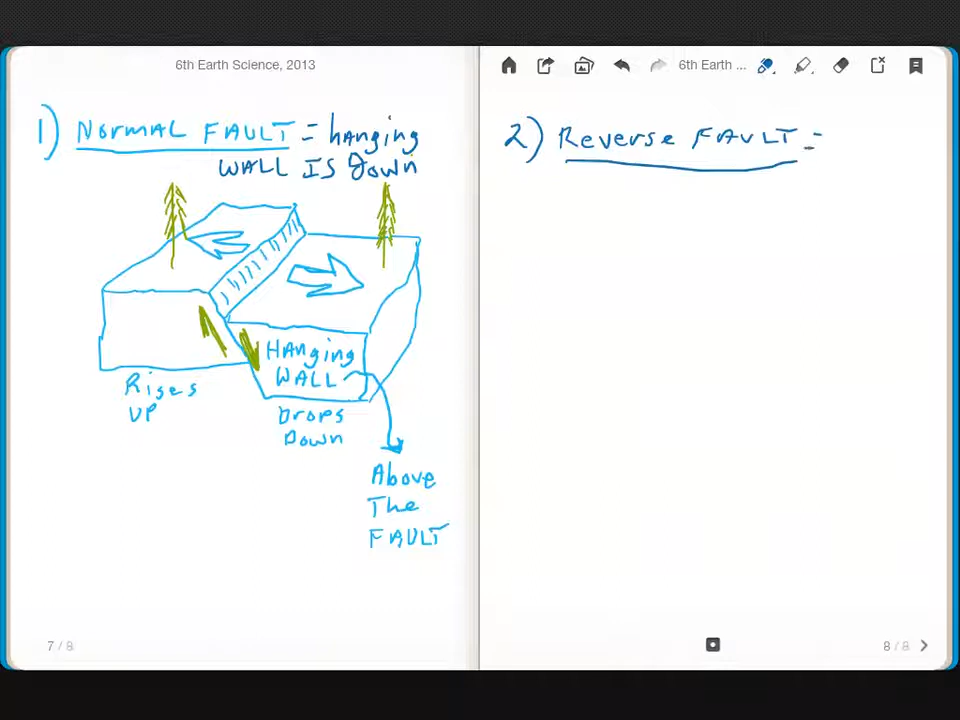 6th Earth Science, 2013
1) NORMAL FAULT = hanging
WALL IS Down
HAnging
WALL
Rises
UP
DROPS
DOWN
Above
The
FAULT
7 / 8
6th Earth ...
2) Reverse FAULT =
8 / 8